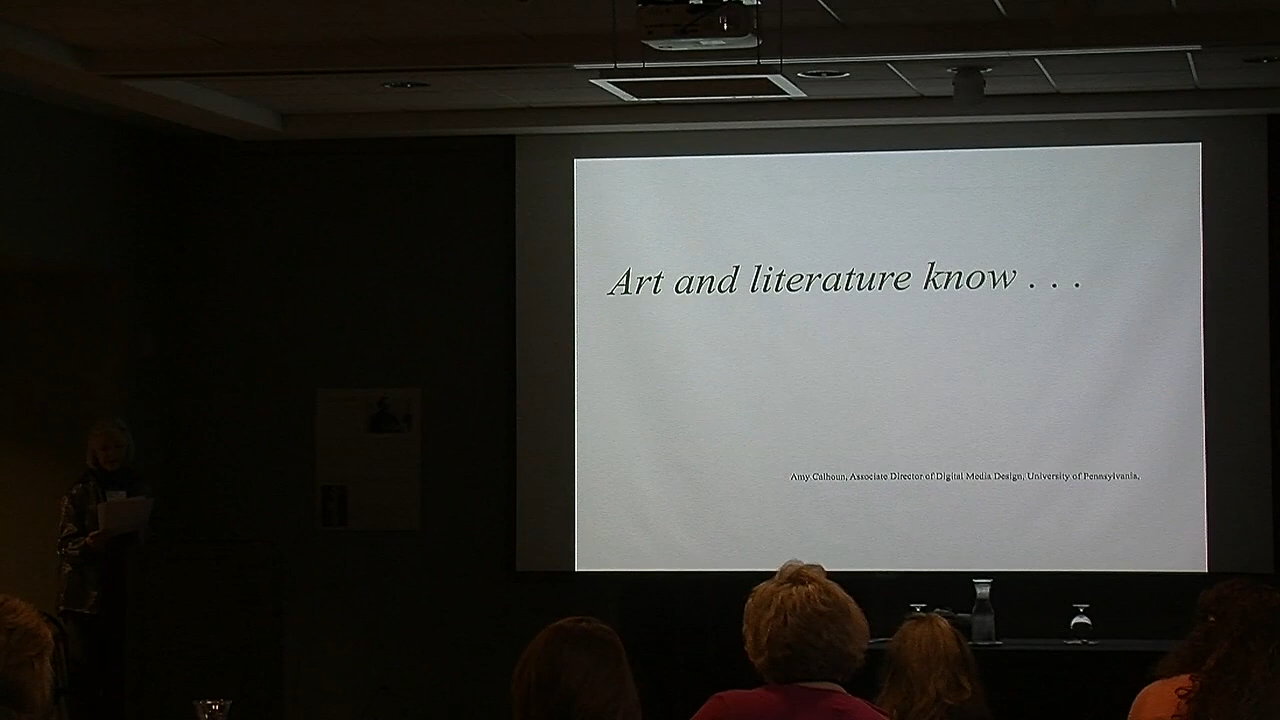 Art and literature know . . .
Amy Calhoun, Associate Director of Digital Media Design, University of Pennsylvania,